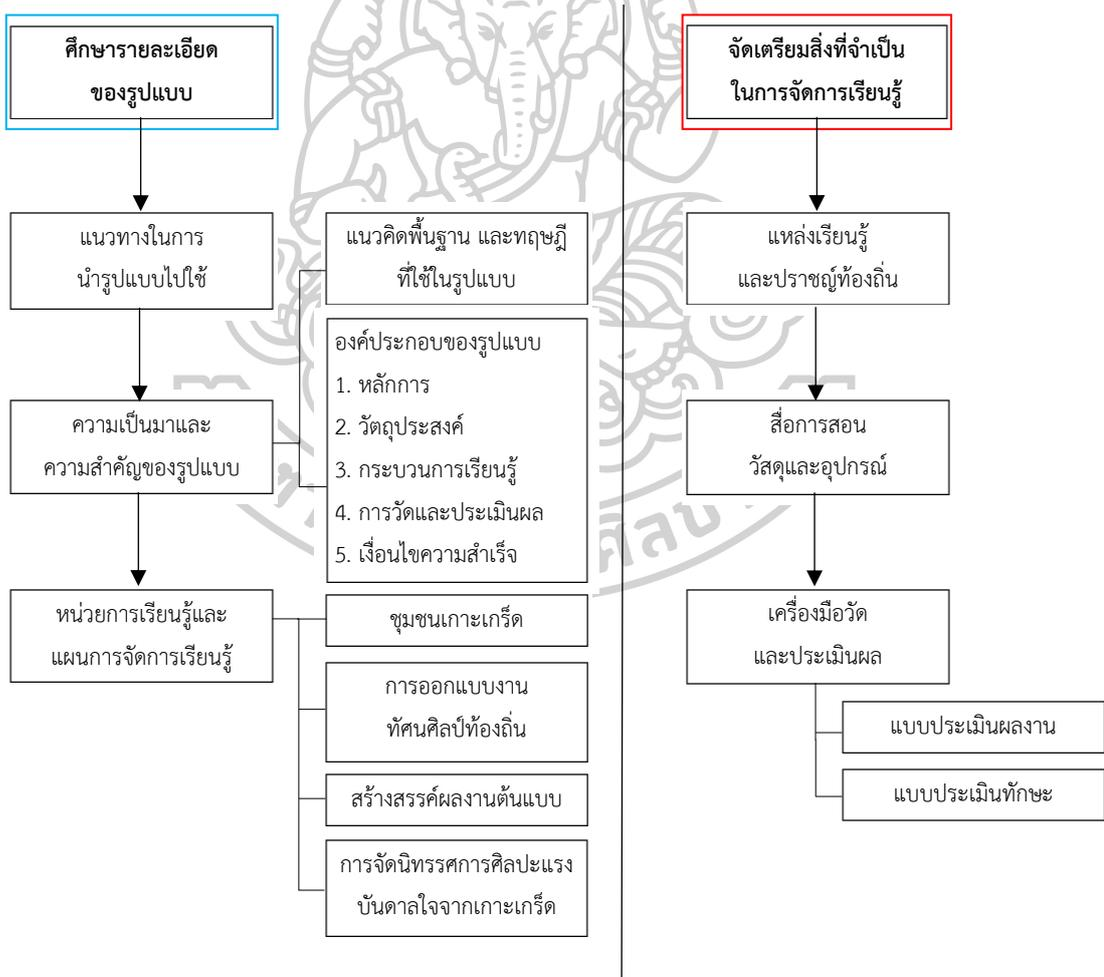 ศึกษารายละเอียด
ของรูปแบบ
แนวทางในการ
นำรูปแบบไปใช้
ความเป็นมาและ
ความสำคัญของรูปแบบ
แนวคิดพื้นฐาน และทฤษฎี
ที่ใช้ในรูปแบบ
องค์ประกอบของรูปแบบ
1. หลักการ
2. วัตถุประสงค์
3. กระบวนการเรียนรู้
4. การวัดและประเมินผล
5. เงื่อนไขความสำเร็จ
หน่วยการเรียนรู้และ
แผนการจัดการเรียนรู้
ชุมชนเกาะเกร็ด
การออกแบบงาน
ทัศนศิลป์ท้องถิ่น
สร้างสรรค์ผลงานต้นแบบ
การจัดนิทรรศการศิลปะแรง
บันดาลใจจากเกาะเกร็ด
จัดเตรียมสิ่งที่จำเป็น
ในการจัดการเรียนรู้
แหล่งเรียนรู้
และปราชญ์ท้องถิ่น
สื่อการสอน
วัสดุและอุปกรณ์
เครื่องมือวัด
และประเมินผล
แบบประเมินผลงาน
แบบประเมินทักษะ